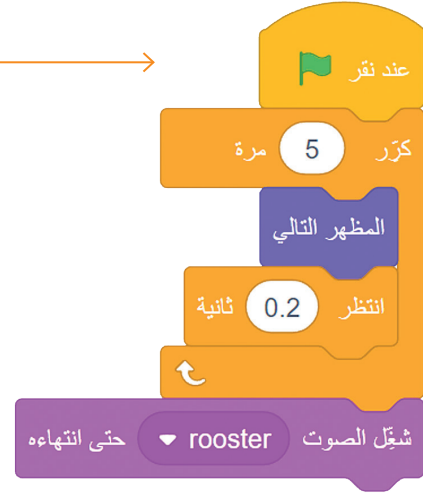 عند نقر
كرّر 5 مرة
المظهر التالي
انتظر 0.2 ثانية
شغّل الصوت rooster حتى انتهاءه